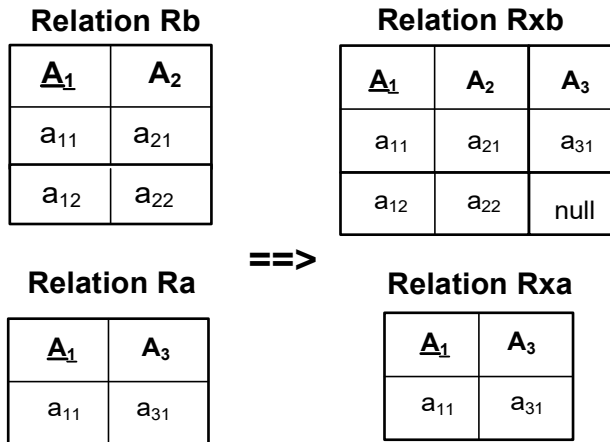 Relation Rb
A₁ A₂
a₁₁ a₂₁
a₁₂ a₂₂
Relation Rxb
A₁ A₂ A₃
a₁₁ a₂₁ a₃₁
a₁₂ a₂₂ null
==>
Relation Ra
A₁ A₃
a₁₁ a₃₁
Relation Rxa
A₁ A₃
a₁₁ a₃₁